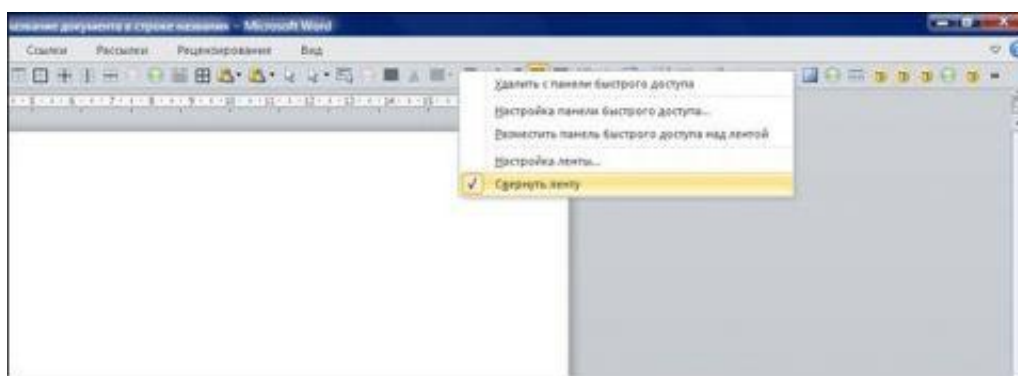 название документа в строке названия - Microsoft Word
Ссылки Рассылки Рецензирование Вид
Удалить с панели быстрого доступа
Настройка панели быстрого доступа...
Разместить панель быстрого доступа над лентой
Настройка ленты...
Свернуть ленту